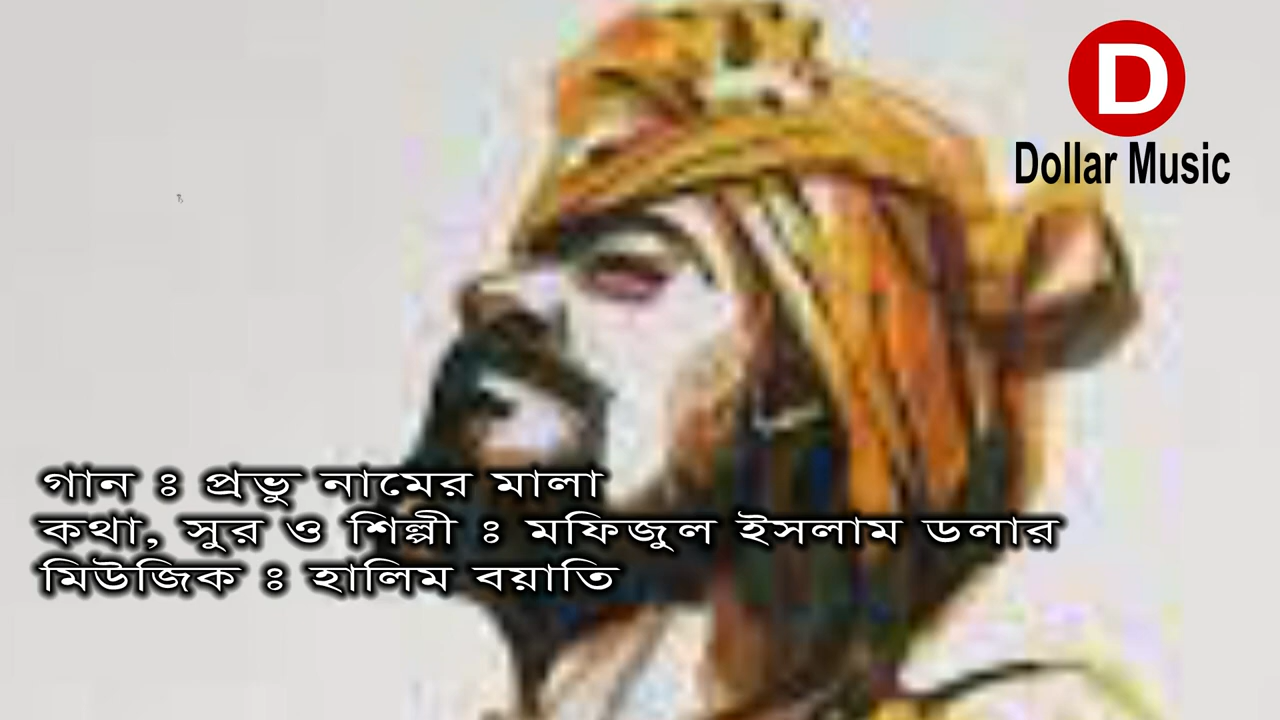 D
Dollar Music
গান ঃ প্রভু নামের মালা
কথা, সুর ও শিল্পী ঃ মফিজুল ইসলাম ডলার
মিউজিক ঃ হালিম বয়াতি